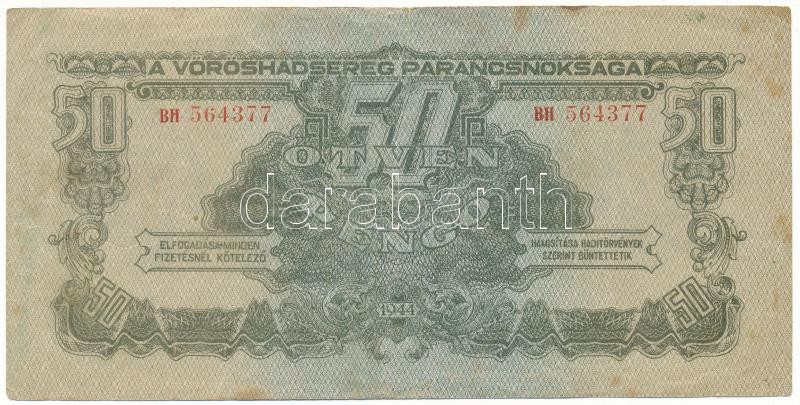 A VÖRÖSHADSEREG PARANCSNOKSÁGA
50 50 50
BH 564377 BH 564377
ÖTVEN
PENGŐ
darabanth
ELFOGADÁSA MINDEN
FIZETÉSNÉL KÖTELEZŐ
HAMISÍTÁSA HADITÖRVÉNYEK
SZERINT BÜNTETTETIK
50 1944 50